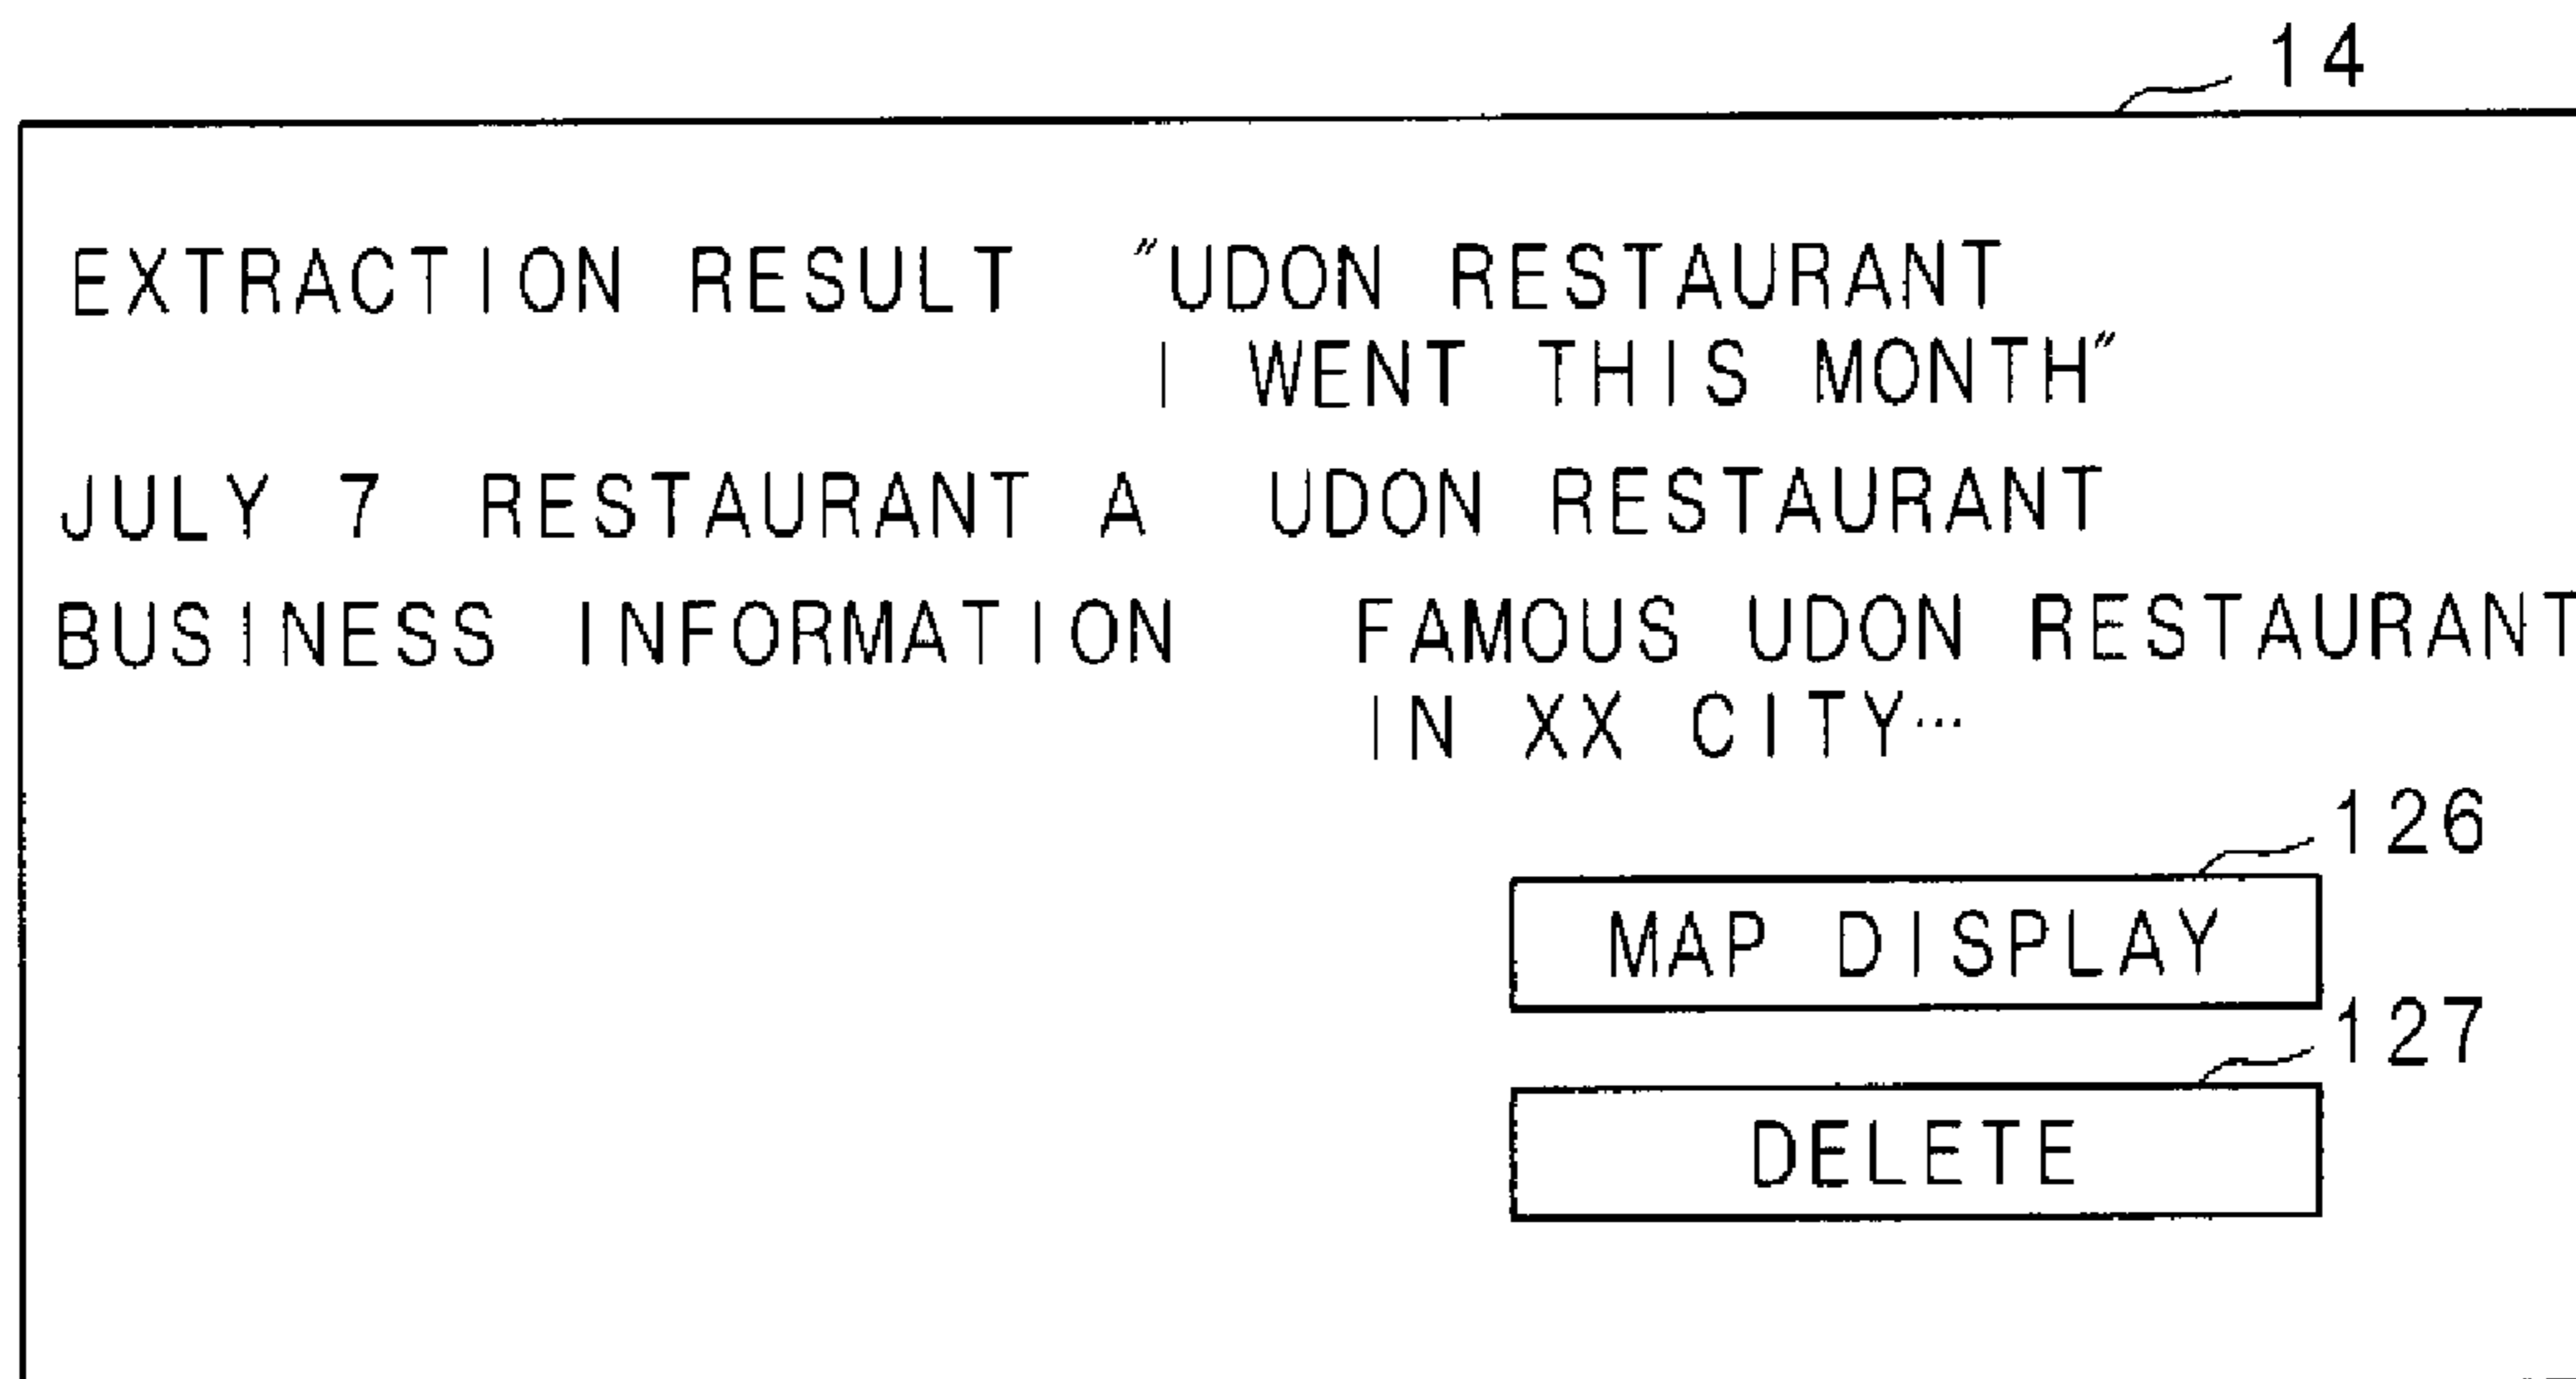 14
EXTRACTION RESULT "UDON RESTAURANT
I WENT THIS MONTH"
JULY 7 RESTAURANT A UDON RESTAURANT
BUSINESS INFORMATION FAMOUS UDON RESTAURANT
IN XX CITY…
126
MAP DISPLAY
127
DELETE